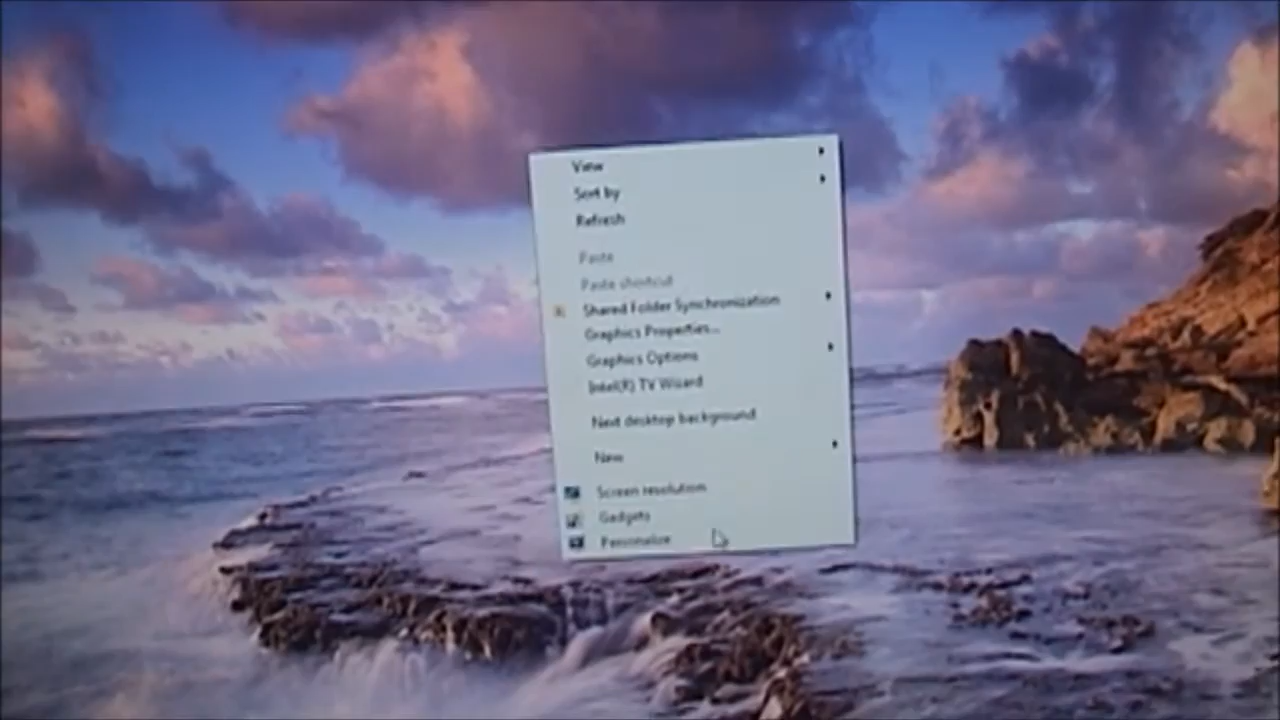 View
Sort by
Refresh
Paste
Paste shortcut
Shared Folder Synchronization
Graphics Properties...
Graphics Options
Intel(R) TV Wizard
Next desktop background
New
Screen resolution
Gadgets
Personalize